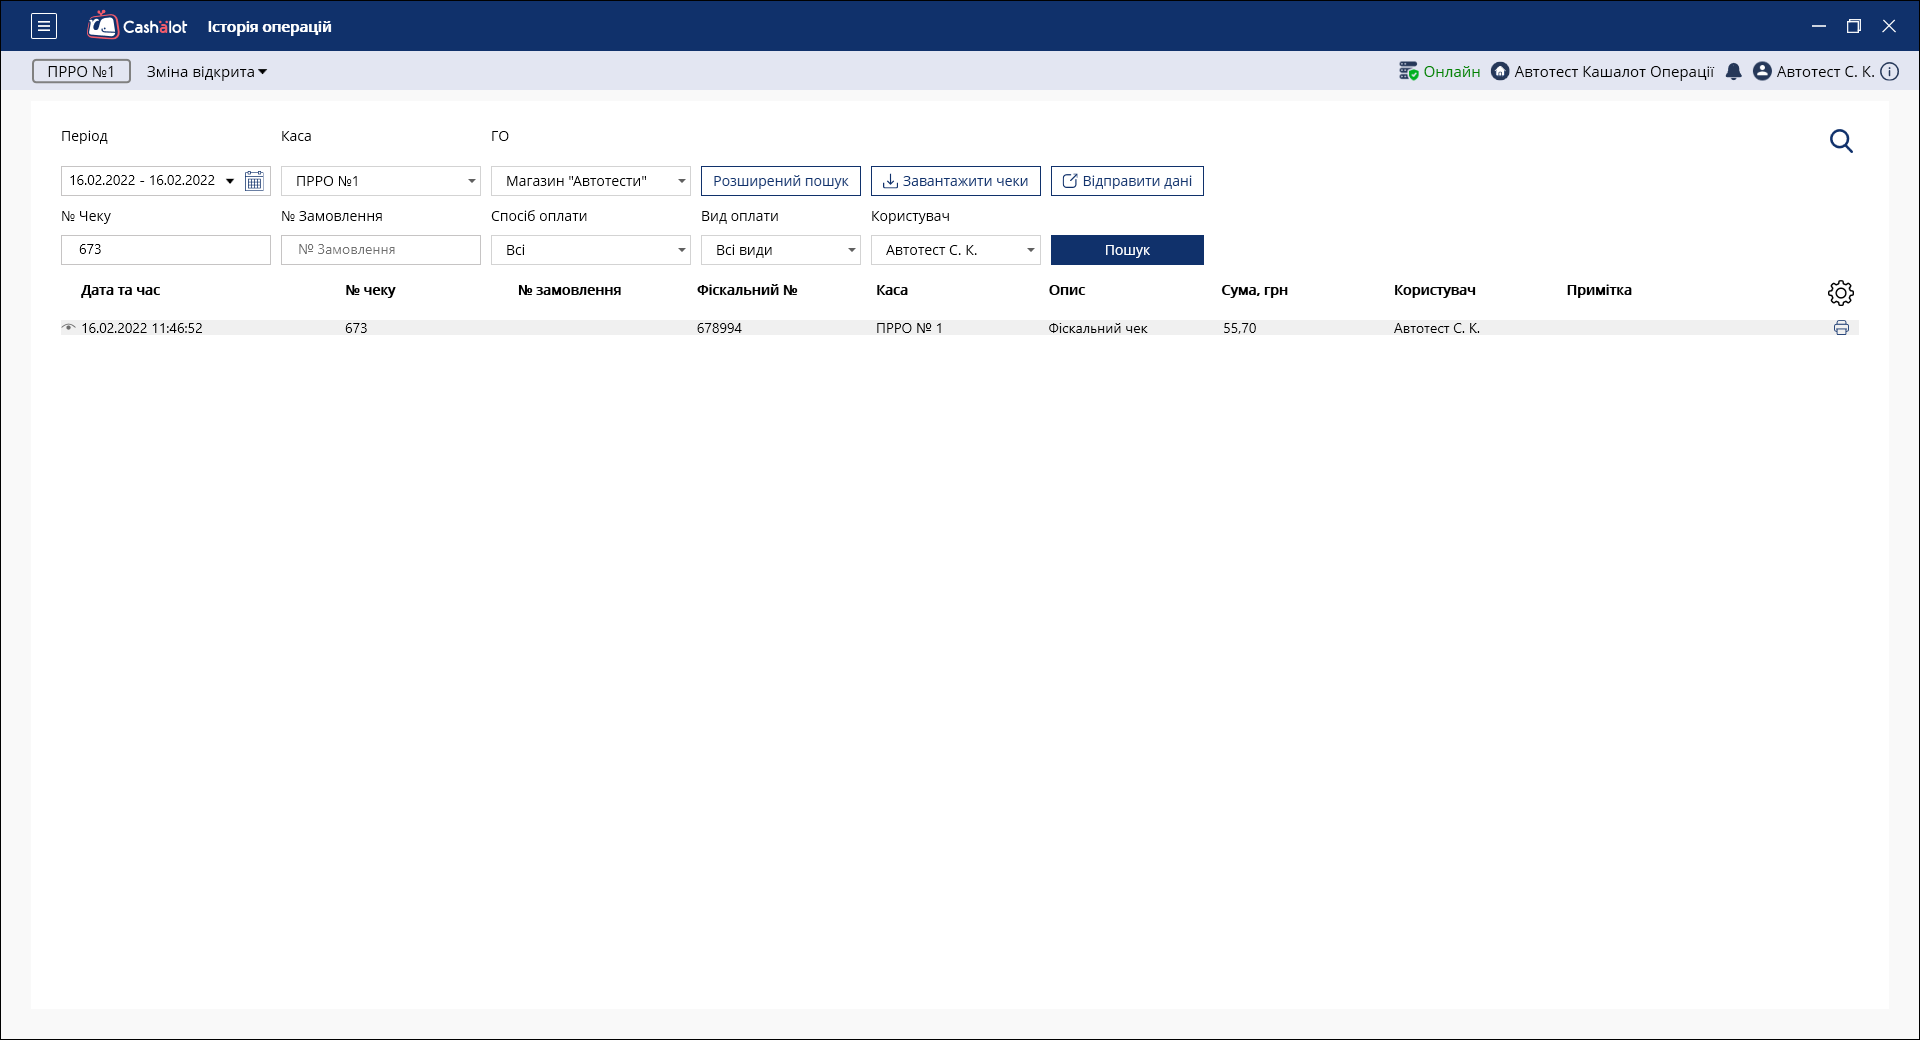 Cashalot Історія операцій
ПРРО №1 Зміна відкрита Онлайн Автотест Кашалот Операції Автотест С. К.
Період Каса ГО
16.02.2022 - 16.02.2022 ПРРО №1 Магазин "Автотести" Розширений пошук Завантажити чеки Відправити дані
№ Чеку № Замовлення Спосіб оплати Вид оплати Користувач
673 № Замовлення Всі Всі види Автотест С. К. Пошук
Дата та час № чеку № замовлення Фіскальний № Каса Опис Сума, грн Користувач Примітка
16.02.2022 11:46:52 673 678994 ПРРО № 1 Фіскальний чек 55,70 Автотест С. К.